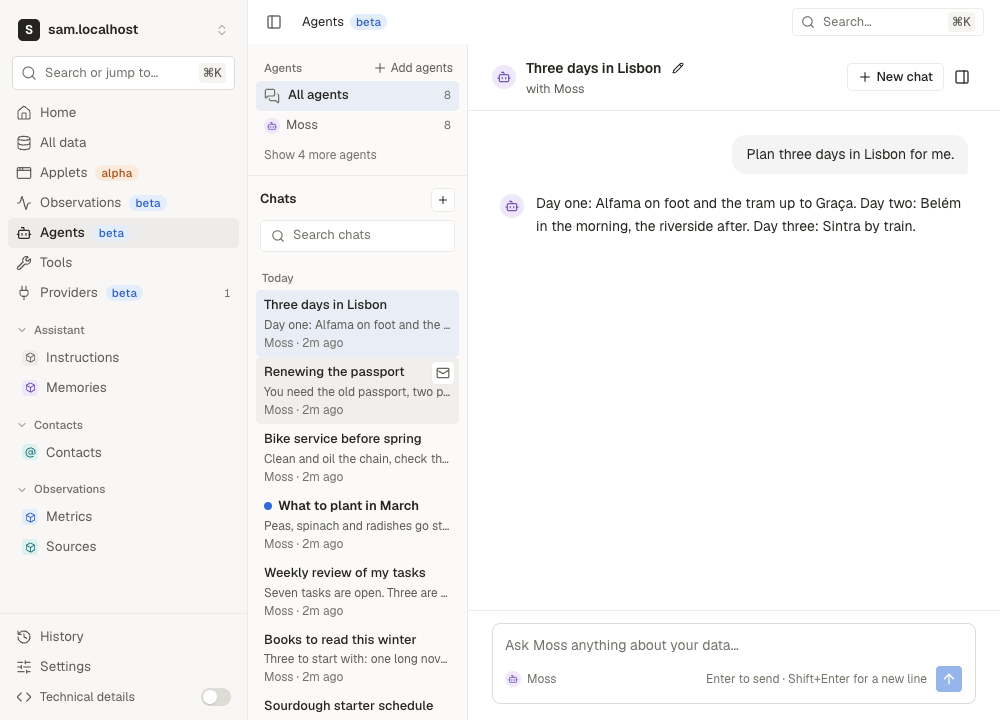 S sam.localhost
Search or jump to… ⌘K
Home
All data
Applets alpha
Observations beta
Agents beta
Tools
Providers beta 1
Assistant
Instructions
Memories
Contacts
Contacts
Observations
Metrics
Sources
History
Settings
Technical details
Agents beta
Search… ⌘K
Agents + Add agents
All agents 8
Moss 8
Show 4 more agents
Chats +
Search chats
Today
Three days in Lisbon
Day one: Alfama on foot and the …
Moss · 2m ago
Renewing the passport
You need the old passport, two p…
Moss · 2m ago
Bike service before spring
Clean and oil the chain, check th…
Moss · 2m ago
What to plant in March
Peas, spinach and radishes go st…
Moss · 2m ago
Weekly review of my tasks
Seven tasks are open. Three are …
Moss · 2m ago
Books to read this winter
Three to start with: one long nov…
Moss · 2m ago
Sourdough starter schedule
Three days in Lisbon
with Moss
+ New chat
Plan three days in Lisbon for me.
Day one: Alfama on foot and the tram up to Graça. Day two: Belém
in the morning, the riverside after. Day three: Sintra by train.
Ask Moss anything about your data…
Moss
Enter to send · Shift+Enter for a new line